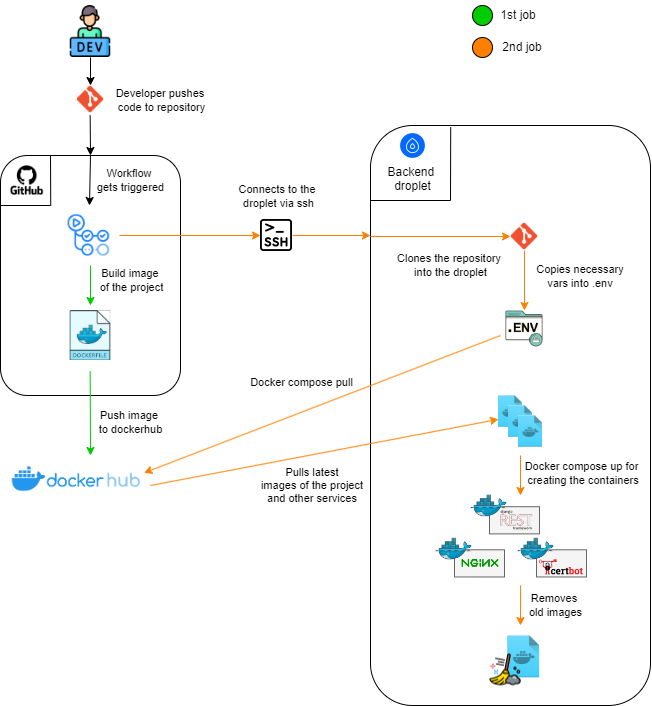 1st job
2nd job
DEV
Developer pushes
code to repository
GitHub
Workflow
gets triggered
Connects to the
droplet via ssh
>_
SSH
Backend
droplet
Clones the repository
into the droplet
Copies necessary
vars into .env
.ENV
Build image
of the project
DOCKERFILE
Docker compose pull
Push image
to dockerhub
docker hub
Pulls latest
images of the project
and other services
Docker compose up for
creating the containers
django
REST
framework
NGINX
certbot
Removes
old images